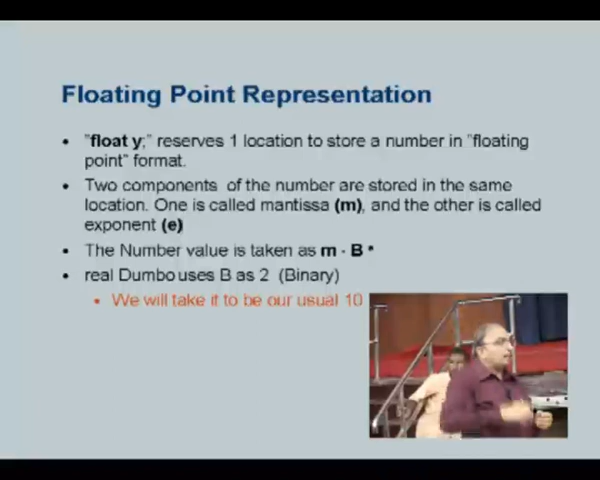 Floating Point Representation
• "float y;" reserves 1 location to store a number in "floating
point" format.
• Two components of the number are stored in the same
location. One is called mantissa (m), and the other is called
exponent (e)
• The Number value is taken as m · B ᵉ
• real Dumbo uses B as 2 (Binary)
• We will take it to be our usual 10